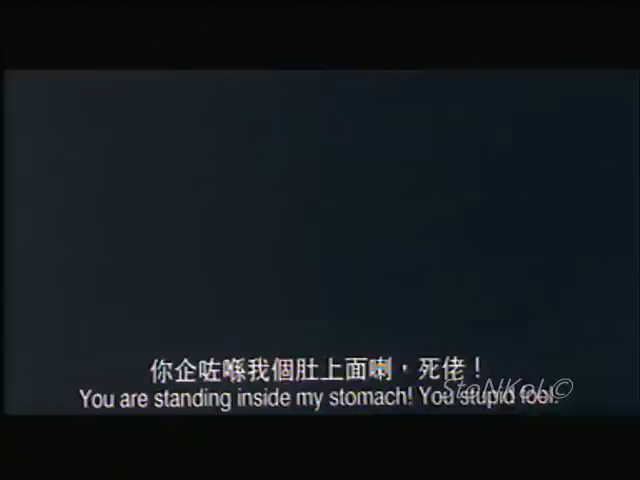 你企咗喺我個肚上面喇，死佬！
You are standing inside my stomach! You stupid fool.
StaNKoL©